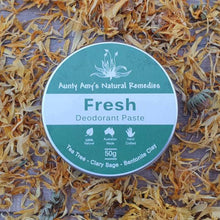 Aunty Amy's Natural Remedies
Fresh
Deodorant Paste
100% Natural
Australian Made
Hand Crafted
50g
Tea Tree - Clary Sage - Bentonite Clay